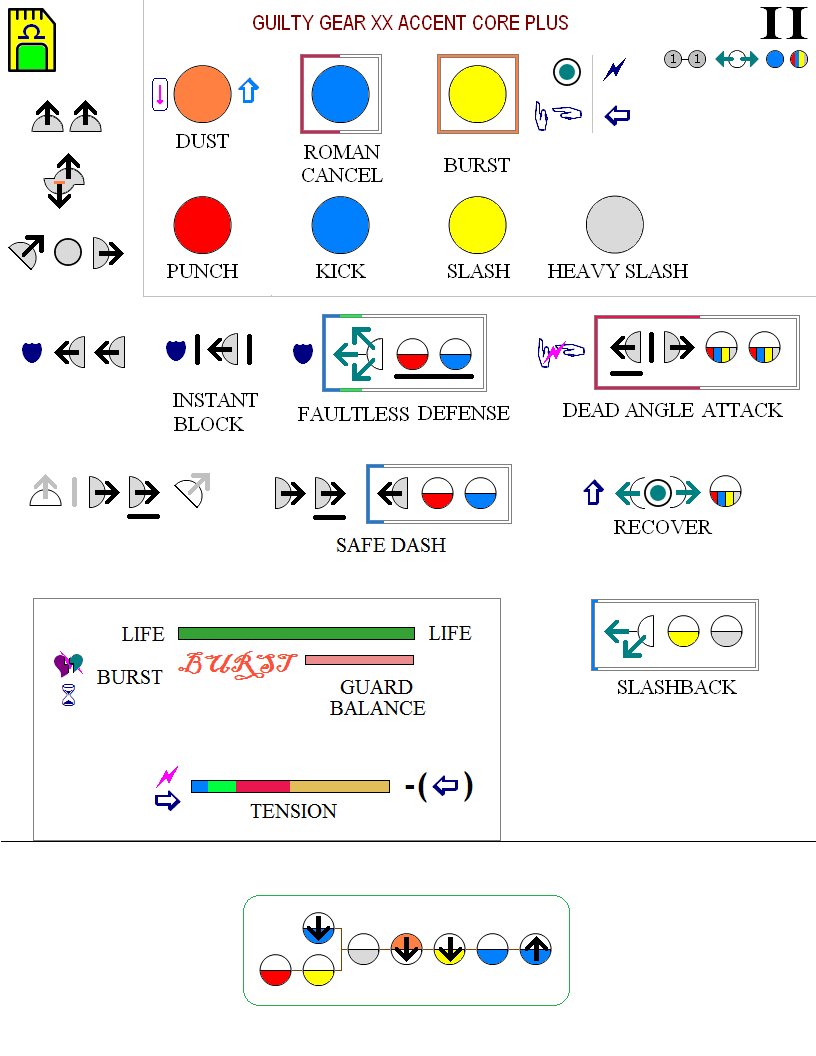 GUILTY GEAR XX ACCENT CORE PLUS
II
1 1
DUST
ROMAN
CANCEL
BURST
PUNCH
KICK
SLASH
HEAVY SLASH
INSTANT
BLOCK
FAULTLESS DEFENSE
DEAD ANGLE ATTACK
SAFE DASH
RECOVER
LIFE LIFE
BURST BURST
GUARD
BALANCE
SLASHBACK
-( )
TENSION